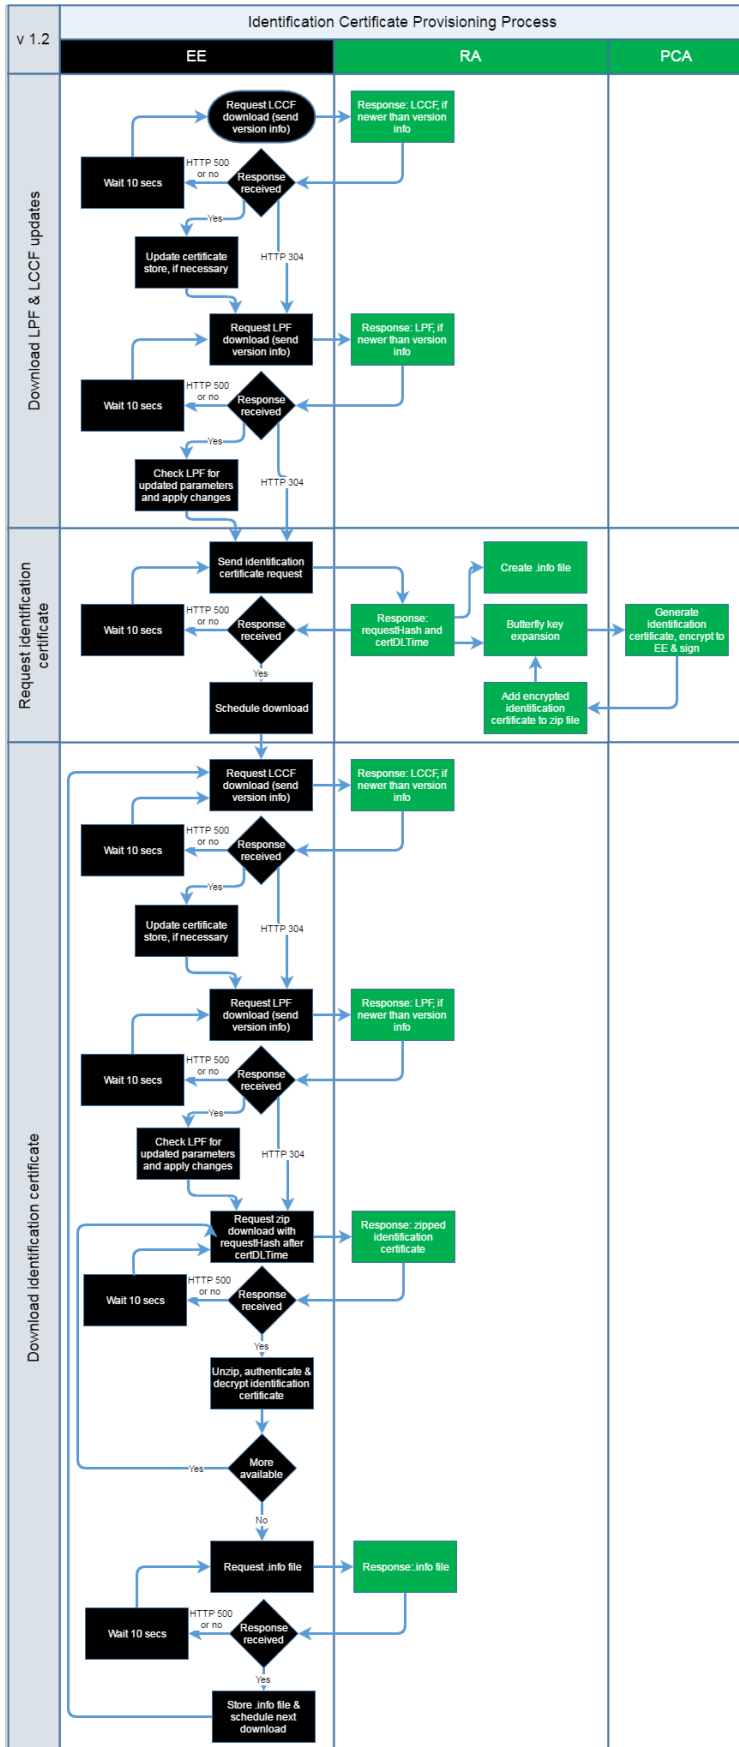 Identification Certificate Provisioning Process
v 1.2
EE
RA
PCA
Download LPF & LCCF updates
Request LCCF
download (send
version info)
Response: LCCF, if
newer than version
info
HTTP 500
or no
Wait 10 secs
Response
received
Yes
Update certificate
store, if necessary
HTTP 304
Request LPF
download (send
version info)
Response: LPF, if
newer than version
info
HTTP 500
or no
Wait 10 secs
Response
received
Yes
Check LPF for
updated parameters
and apply changes
HTTP 304
Request identification
certificate
Send identification
certificate request
Create .info file
HTTP 500
or no
Wait 10 secs
Response
received
Response:
requestHash and
certDLTime
Butterfly key
expansion
Generate
identification
certificate, encrypt to
EE & sign
Yes
Schedule download
Add encrypted
identification
certificate to zip file
Download identification certificate
Request LCCF
download (send
version info)
Response: LCCF, if
newer than version
info
HTTP 500
or no
Wait 10 secs
Response
received
Yes
Update certificate
store, if necessary
HTTP 304
Request LPF
download (send
version info)
Response: LPF, if
newer than version
info
HTTP 500
or no
Wait 10 secs
Response
received
Yes
Check LPF for
updated parameters
and apply changes
HTTP 304
Request zip
download with
requestHash after
certDLTime
Response: zipped
identification
certificate
HTTP 500
or no
Wait 10 secs
Response
received
Yes
Unzip, authenticate &
decrypt identification
certificate
Yes
More
available
No
Request .info file
Response:.info file
HTTP 500
or no
Wait 10 secs
Response
received
Yes
Store .info file &
schedule next
download